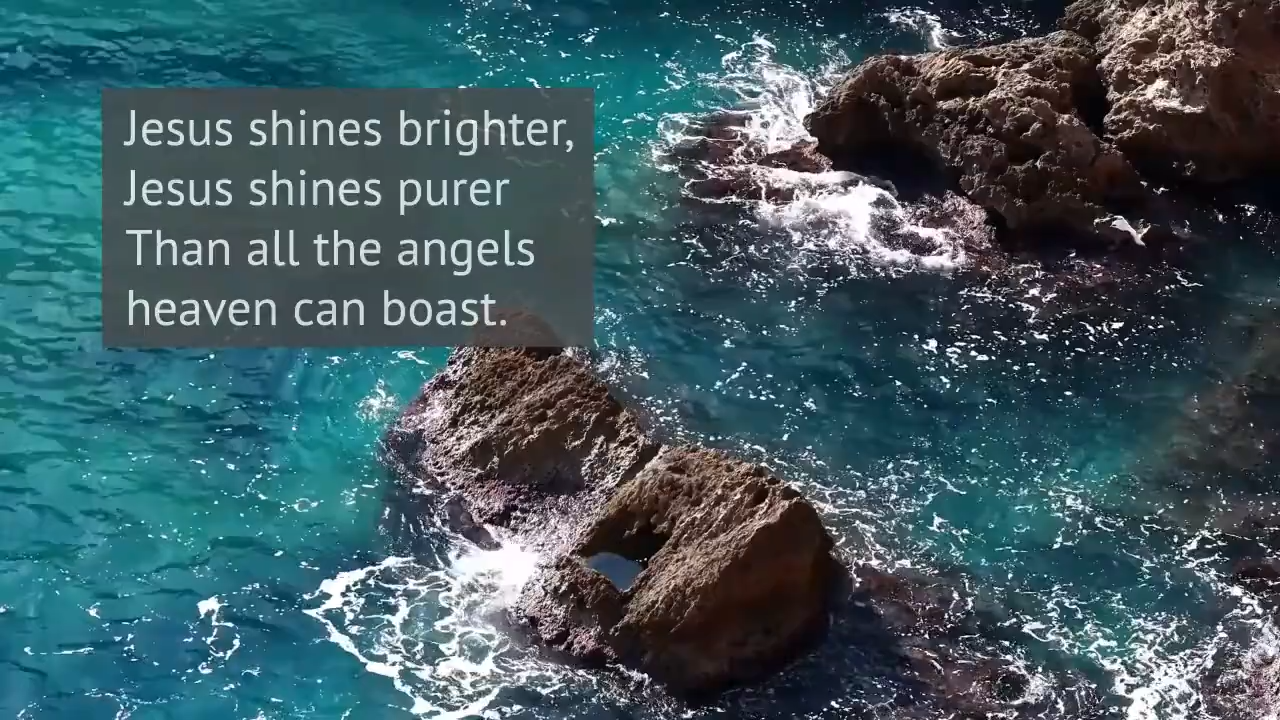 Jesus shines brighter,
Jesus shines purer
Than all the angels
heaven can boast.